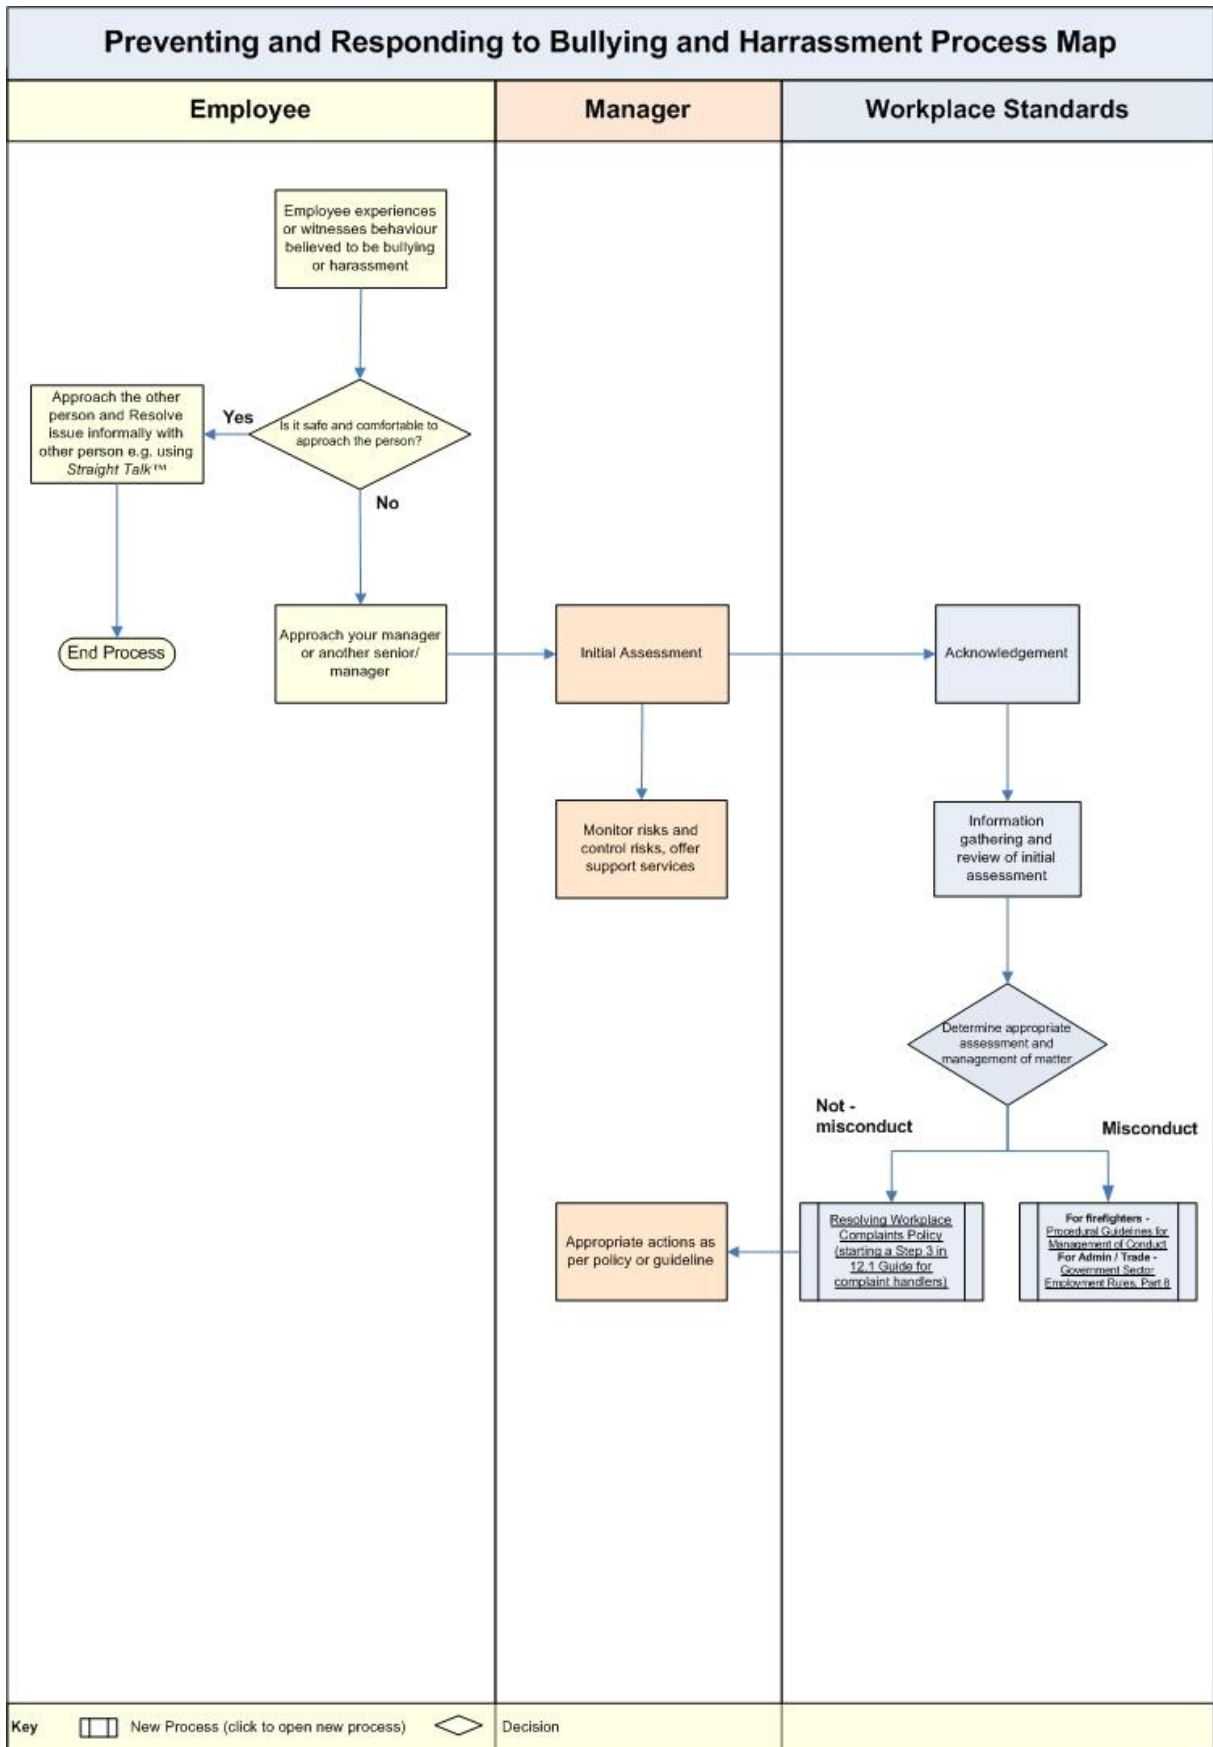 Preventing and Responding to Bullying and Harrassment Process Map
Employee
Manager
Workplace Standards
Employee experiences
or witnesses behaviour
believed to be bullying
or harassment
Approach the other
person and Resolve
issue informally with
other person e.g. using
Straight Talk™
Yes
Is it safe and comfortable to
approach the person?
No
End Process
Approach your manager
or another senior/
manager
Initial Assessment
Acknowledgement
Monitor risks and
control risks, offer
support services
Information
gathering and
review of initial
assessment
Determine appropriate
assessment and
management of matter
Not -
misconduct
Misconduct
Appropriate actions as
per policy or guideline
Resolving Workplace
Complaints Policy
(starting a Step 3 in
12.1 Guide for
complaint handlers)
For firefighters -
Procedural Guidelines for
Management of Conduct
For Admin / Trade -
Government Sector
Employment Rules, Part 8
Key
New Process (click to open new process)
Decision